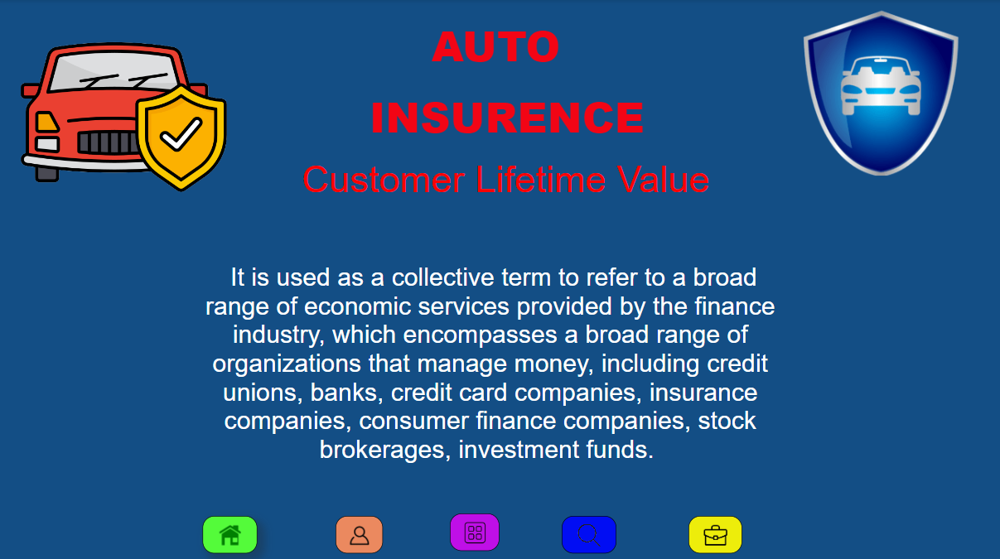 AUTO
INSURENCE
Customer Lifetime Value
It is used as a collective term to refer to a broad
range of economic services provided by the finance
industry, which encompasses a broad range of
organizations that manage money, including credit
unions, banks, credit card companies, insurance
companies, consumer finance companies, stock
brokerages, investment funds.